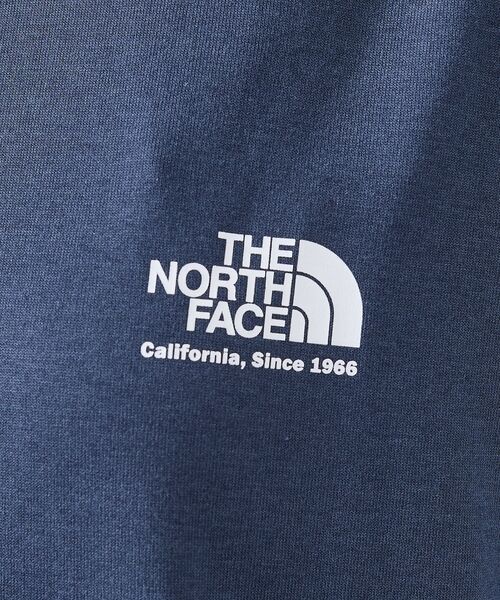 THE
NORTH
FACE
California, Since 1966